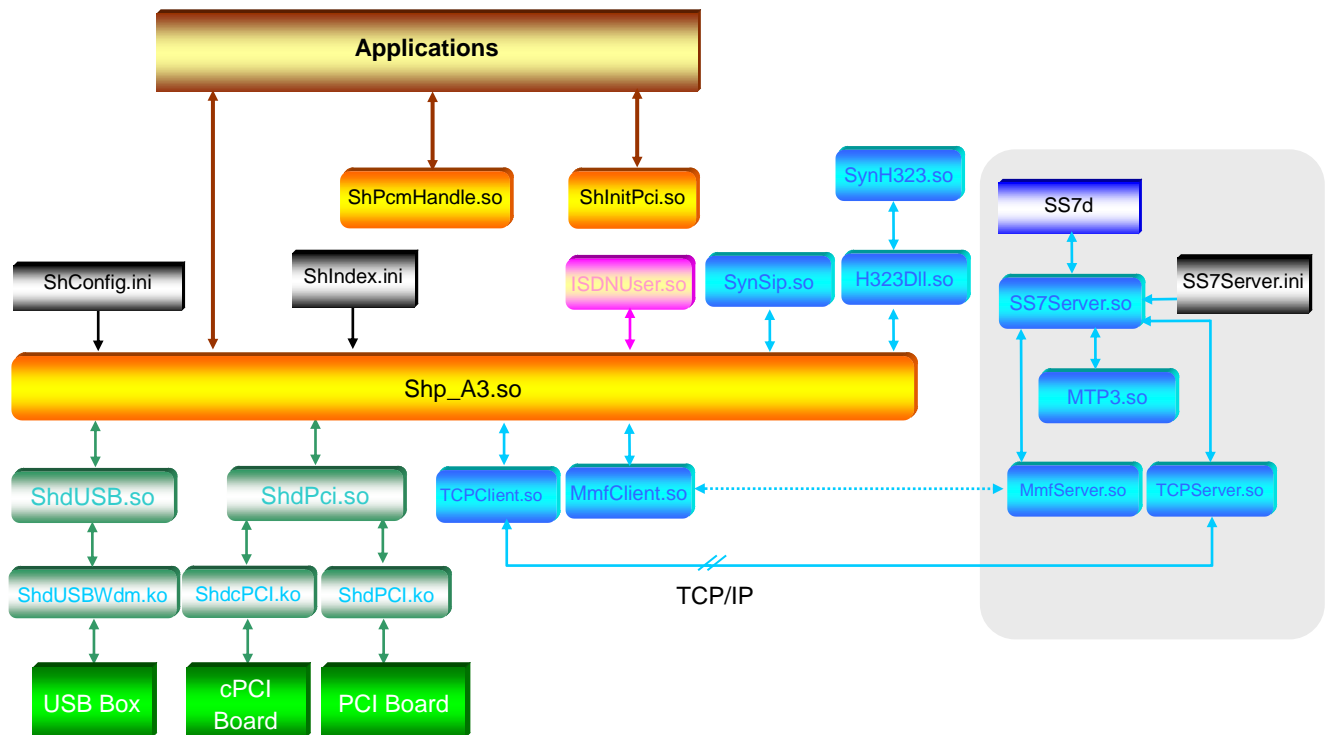 Applications
ShPcmHandle.so
ShInitPci.so
SynH323.so
SS7d
ShConfig.ini
ShIndex.ini
ISDNUser.so
SynSip.so
H323Dll.so
SS7Server.so
SS7Server.ini
Shp_A3.so
MTP3.so
ShdUSB.so
ShdPci.so
TCPClient.so
MmfClient.so
MmfServer.so
TCPServer.so
ShdUSBWdm.ko
ShdcPCI.ko
ShdPCI.ko
TCP/IP
USB Box
cPCI
Board
PCI Board